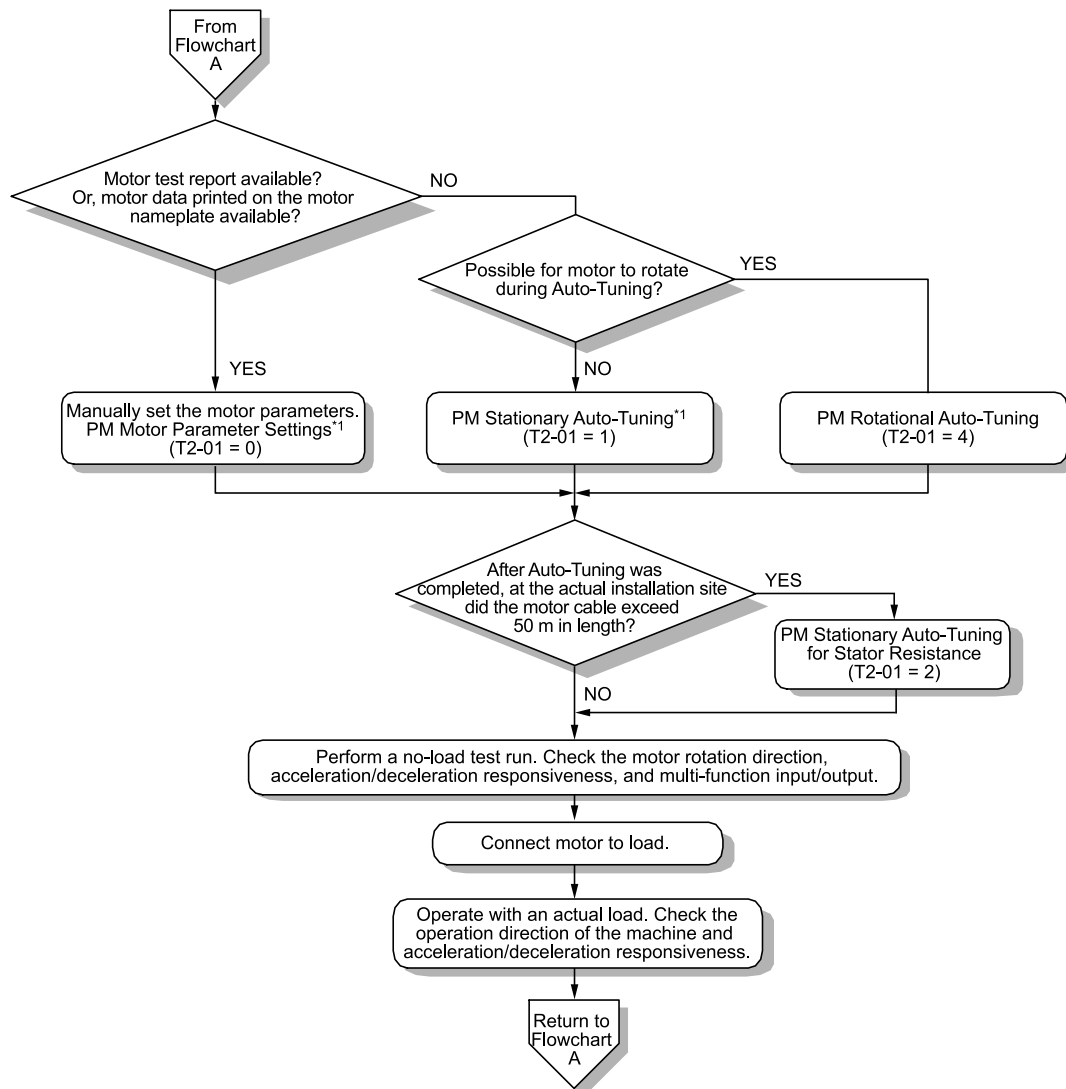 From
Flowchart
A
Motor test report available?
Or, motor data printed on the motor
nameplate available?
NO
YES
Possible for motor to rotate
during Auto-Tuning?
YES
NO
Manually set the motor parameters.
PM Motor Parameter Settings*1
(T2-01 = 0)
PM Stationary Auto-Tuning*1
(T2-01 = 1)
PM Rotational Auto-Tuning
(T2-01 = 4)
After Auto-Tuning was
completed, at the actual installation site
did the motor cable exceed
50 m in length?
YES
NO
PM Stationary Auto-Tuning
for Stator Resistance
(T2-01 = 2)
Perform a no-load test run. Check the motor rotation direction,
acceleration/deceleration responsiveness, and multi-function input/output.
Connect motor to load.
Operate with an actual load. Check the
operation direction of the machine and
acceleration/deceleration responsiveness.
Return to
Flowchart
A